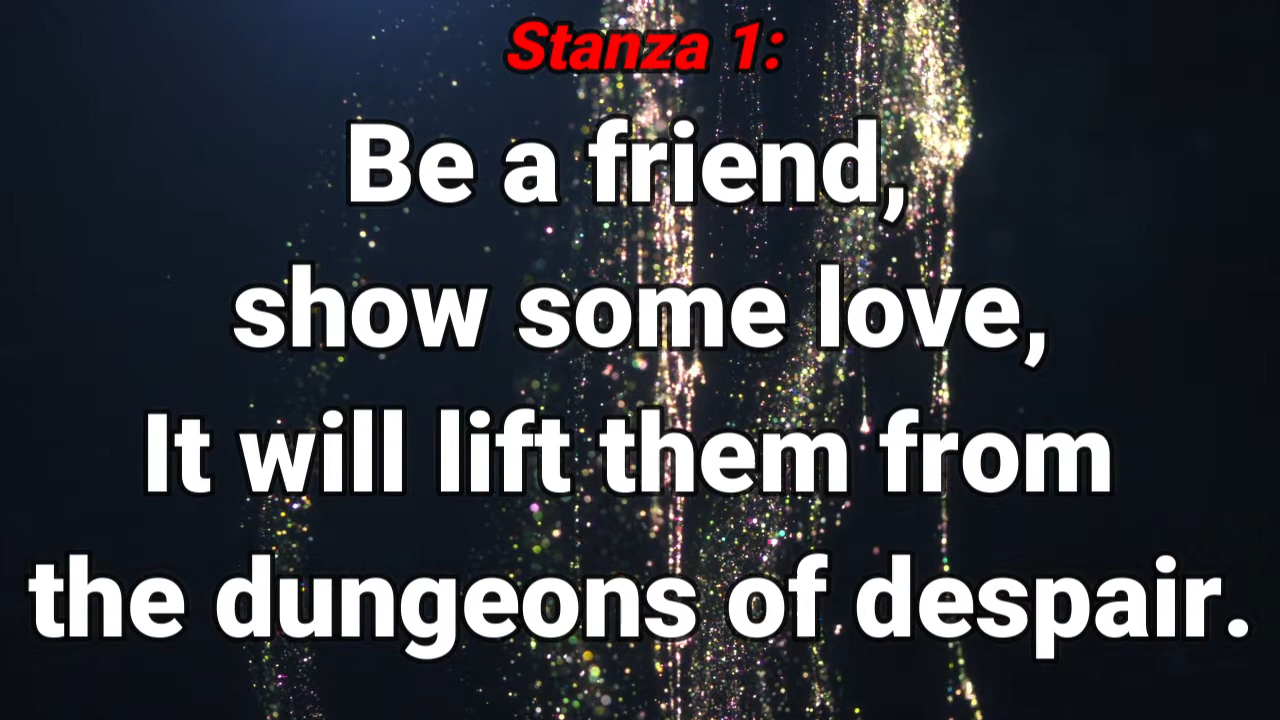 Stanza 1:
Be a friend,
show some love,
It will lift them from
the dungeons of despair.